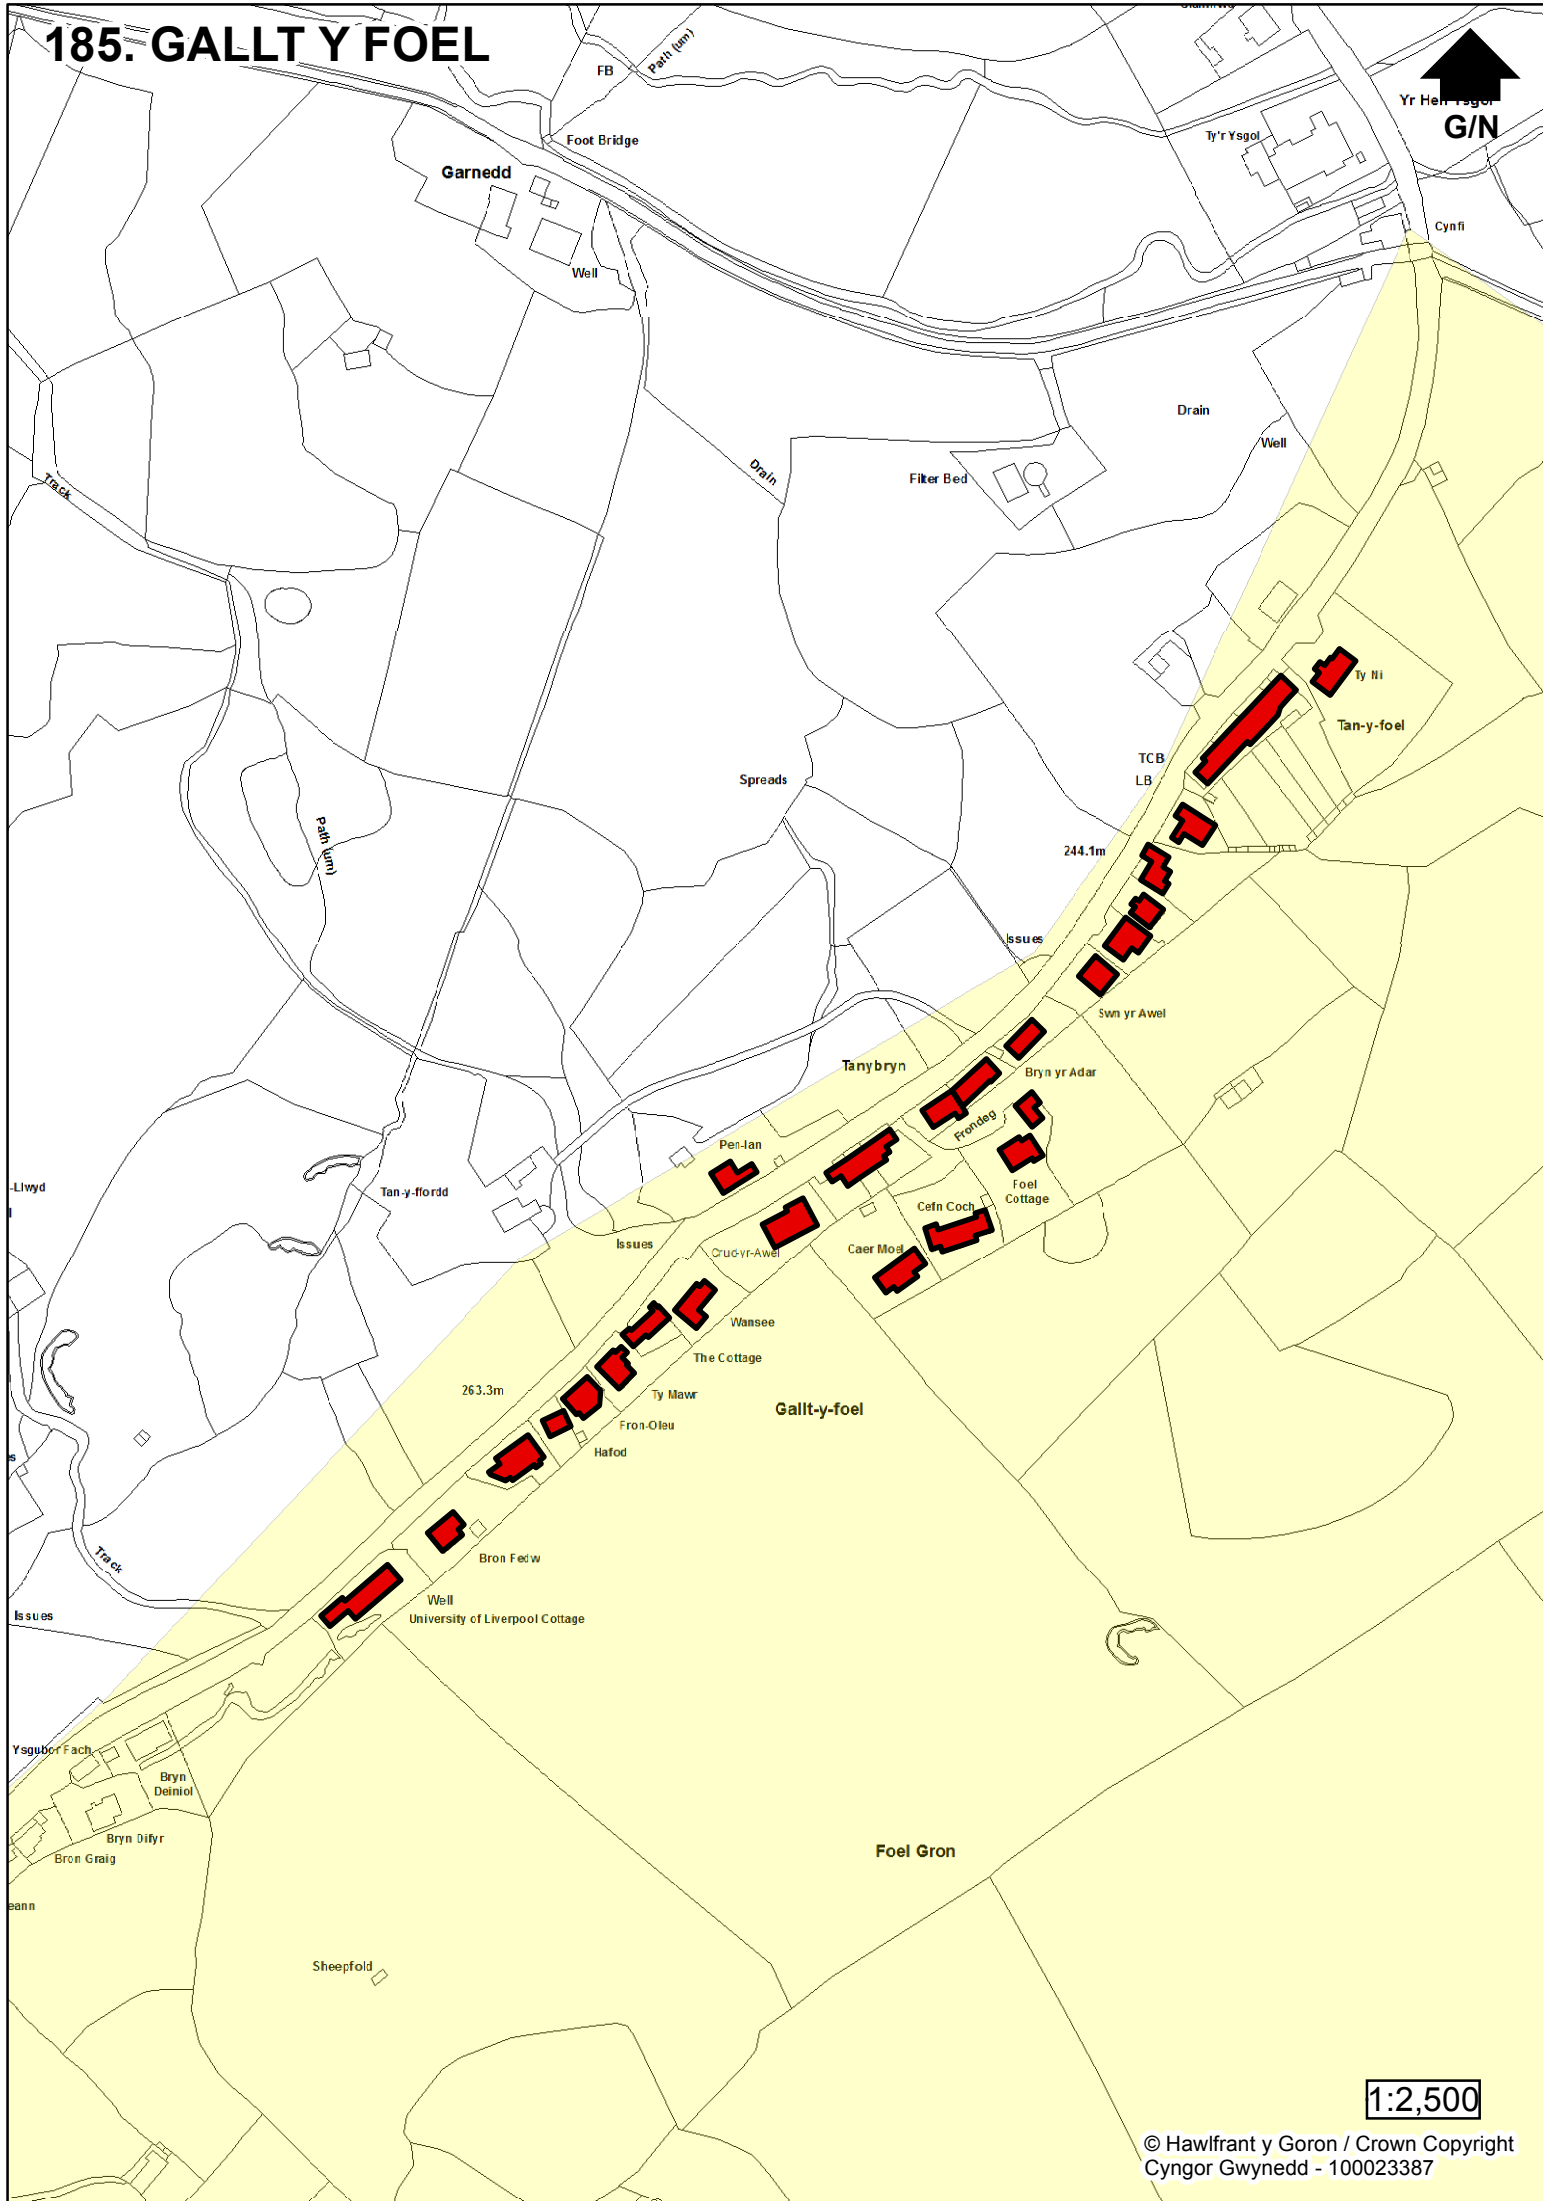 185. GALLT Y FOEL
FB
Path (um)
Foot Bridge
Garnedd
Well
Ty'r Ysgol
G/N
Cynfi
Drain
Well
Drain
Filter Bed
Track
Ty Ni
Tan-y-foel
TCB
LB
Spreads
Path (um)
244.1m
Issues
Swn yr Awel
Tanybryn
Bryn yr Adar
Frondeg
Pen-lan
Foel
Cottage
-Llwyd
Tan-y-ffordd
Cefn Coch
Issues
Crud-yr-Awel
Caer Moel
Wansee
The Cottage
263.3m
Ty Mawr
Gallt-y-foel
Fron-Oleu
Hafod
Track
Bron Fedw
Well
Issues
University of Liverpool Cottage
Ysgubor Fach
Bryn
Deiniol
Bryn Difyr
Bron Graig
Foel Gron
eann
Sheepfold
1:2,500
© Hawlfraint y Goron / Crown Copyright
Cyngor Gwynedd - 100023387